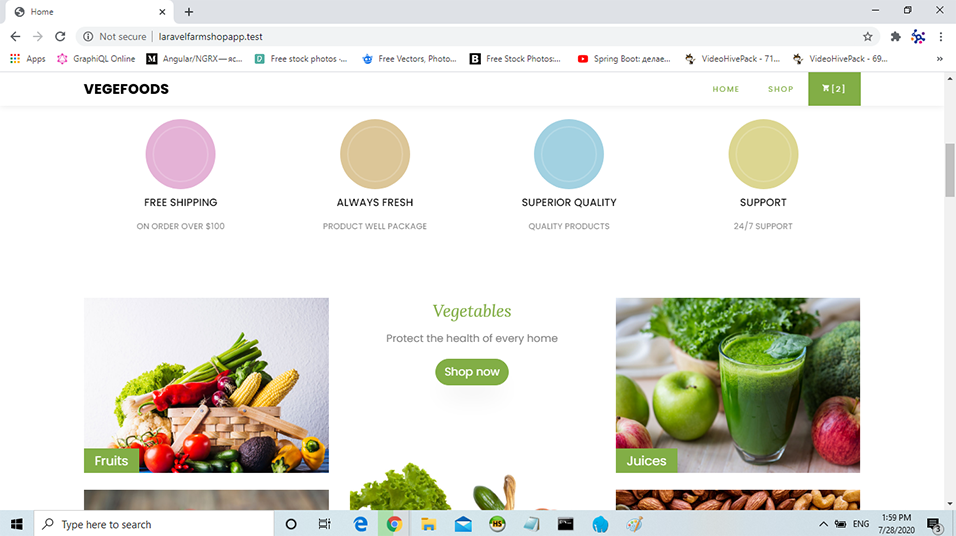 Home
Not secure | laravelfarmshopapp.test
Apps
GraphiQL Online
Angular/NGRX — яс...
Free stock photos -...
Free Vectors, Photo...
Free Stock Photos:...
Spring Boot: делае...
VideoHivePack - 71...
VideoHivePack - 69...
»
VEGEFOODS
HOME
SHOP
[2]
FREE SHIPPING
ON ORDER OVER $100
ALWAYS FRESH
PRODUCT WELL PACKAGE
SUPERIOR QUALITY
QUALITY PRODUCTS
SUPPORT
24/7 SUPPORT
Fruits
Vegetables
Protect the health of every home
Shop now
Juices
Type here to search
ENG
1:59 PM
7/28/2020
3